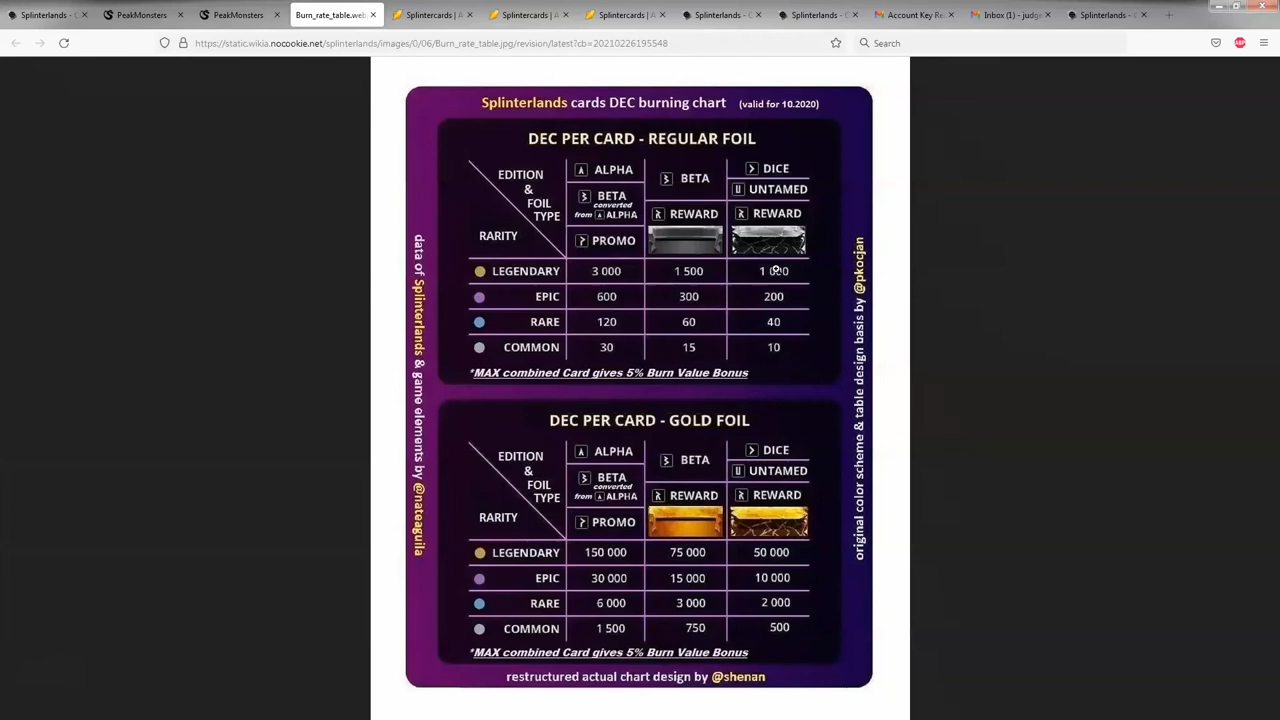 Splinterlands - C
PeakMonsters
PeakMonsters
Burn_rate_table.web
Splintercards | A
Splintercards | A
Splintercards | A
Splinterlands - C
Splinterlands - C
Account Key Re
Inbox (1) - judge
Splinterlands - C
https://static.wikia.nocookie.net/splinterlands/images/0/06/Burn_rate_table.jpg/revision/latest?cb=20210226195548
Search
ABP
Splinterlands cards DEC burning chart (valid for 10.2020)
DEC PER CARD - REGULAR FOIL
EDITION & FOIL TYPE
RARITY
ALPHA
BETA converted from ALPHA
PROMO
BETA
REWARD
DICE
UNTAMED
REWARD
LEGENDARY 3 000 1 500
EPIC 600 300 200
RARE 120 60 40
COMMON 30 15 10
*MAX combined Card gives 5% Burn Value Bonus
DEC PER CARD - GOLD FOIL
EDITION & FOIL TYPE
RARITY
ALPHA
BETA converted from ALPHA
PROMO
BETA
REWARD
DICE
UNTAMED
REWARD
LEGENDARY 150 000 75 000 50 000
EPIC 30 000 15 000 10 000
RARE 6 000 3 000 2 000
COMMON 1 500 750 500
*MAX combined Card gives 5% Burn Value Bonus
restructured actual chart design by @shenan
data of Splinterlands & game elements by @nateaguila
original color scheme & table design basis by @pkocjan